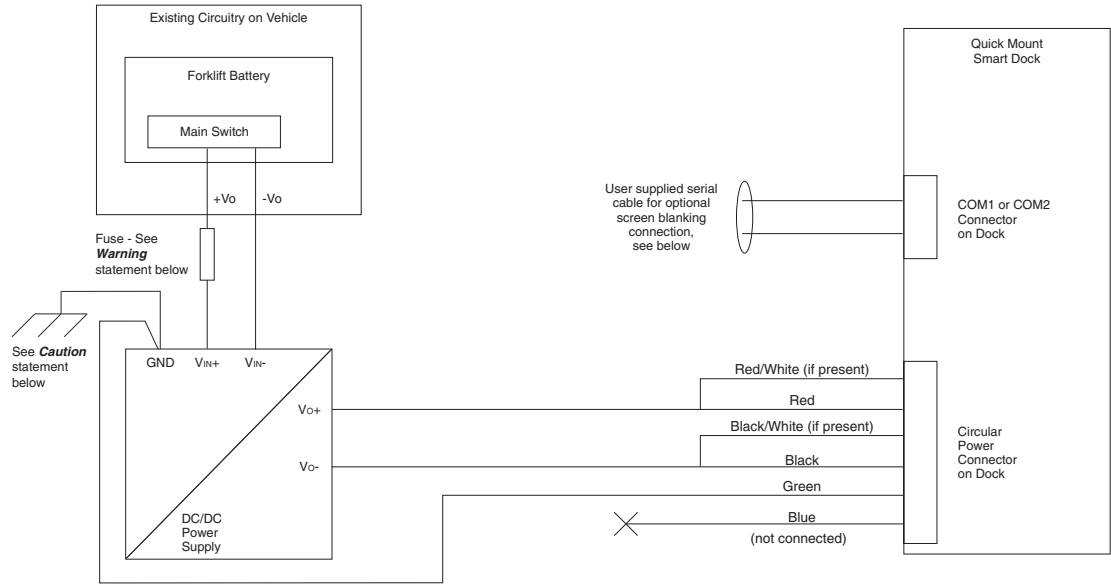 Existing Circuitry on Vehicle
Forklift Battery
Main Switch
+Vo
-Vo
Fuse - See
Warning
statement below
See Caution
statement
below
GND
VIN+
VIN-
VO+
VO-
DC/DC
Power
Supply
User supplied serial
cable for optional
screen blanking
connection,
see below
Quick Mount
Smart Dock
COM1 or COM2
Connector
on Dock
Red/White (if present)
Red
Black/White (if present)
Black
Green
Blue
(not connected)
Circular
Power
Connector
on Dock